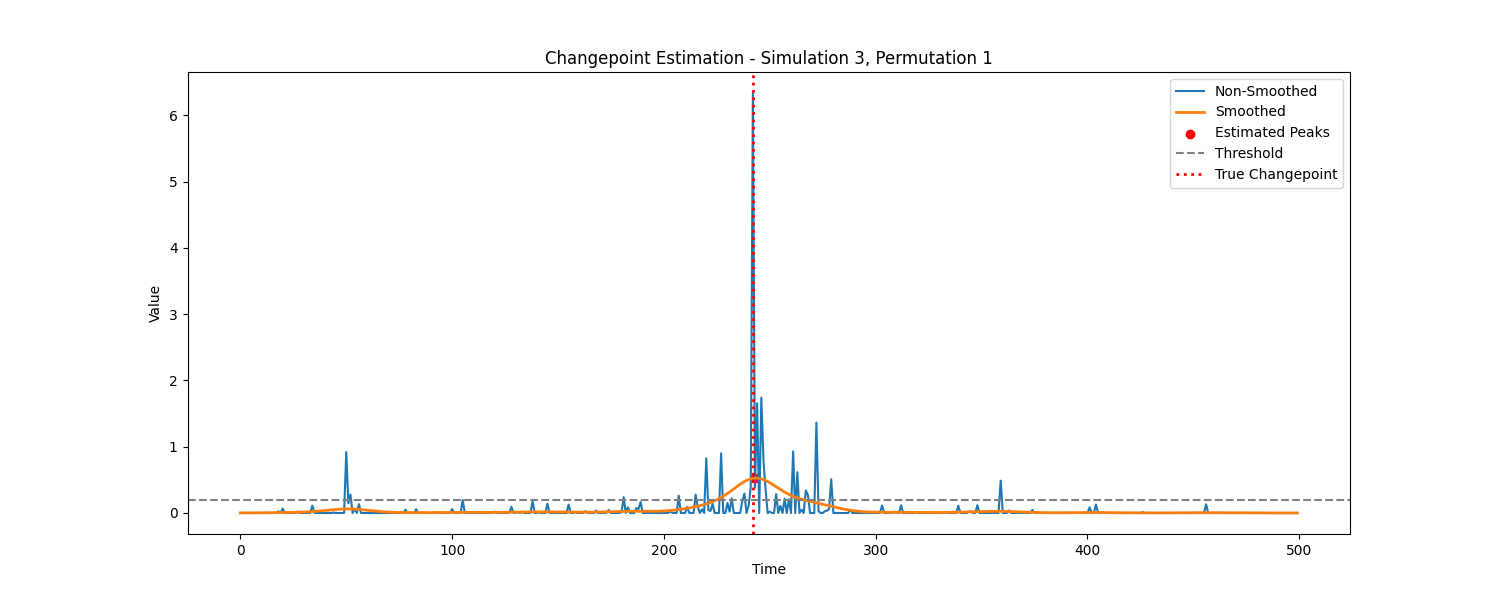 Changepoint Estimation - Simulation 3, Permutation 1
Non-Smoothed
Smoothed
Estimated Peaks
Threshold
True Changepoint
6
5
4
3
2
1
0
Value
0 100 200 300 400 500
Time